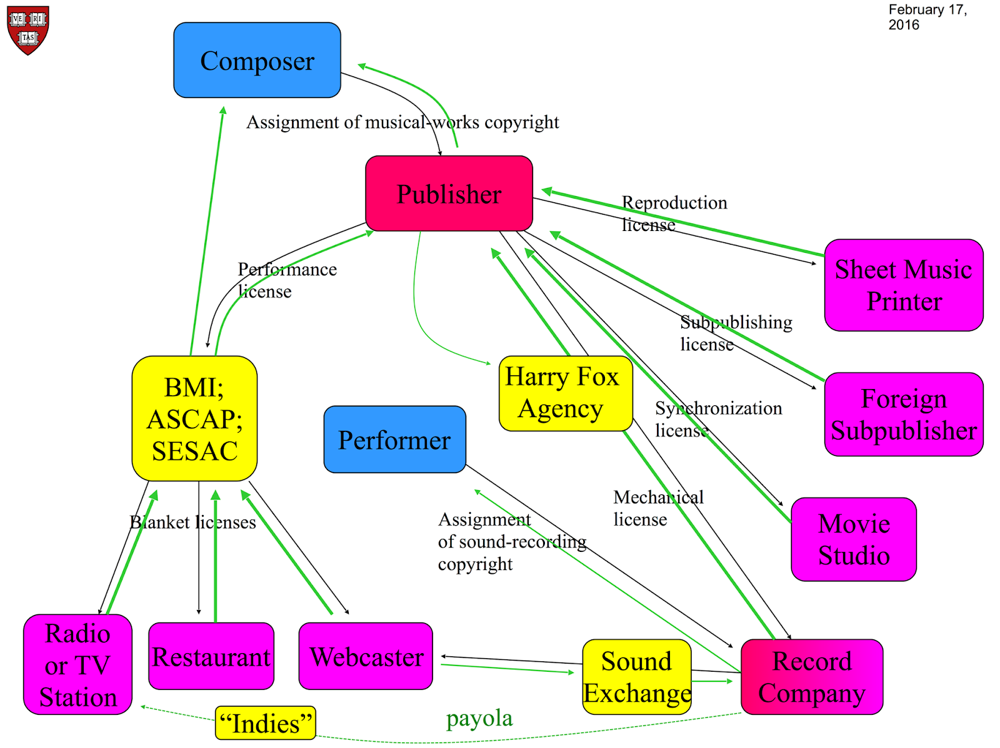 VE RI
TAS
February 17,
2016
Composer
Assignment of musical-works copyright
Publisher
Reproduction
license
Sheet Music
Printer
Performance
license
Subpublishing
license
BMI;
ASCAP;
SESAC
Harry Fox
Agency
Foreign
Subpublisher
Performer
Synchronization
license
Mechanical
license
Movie
Studio
Blanket licenses
Assignment
of sound-recording
copyright
Radio
or TV
Station
Restaurant
Webcaster
Sound
Exchange
Record
Company
“Indies”
payola